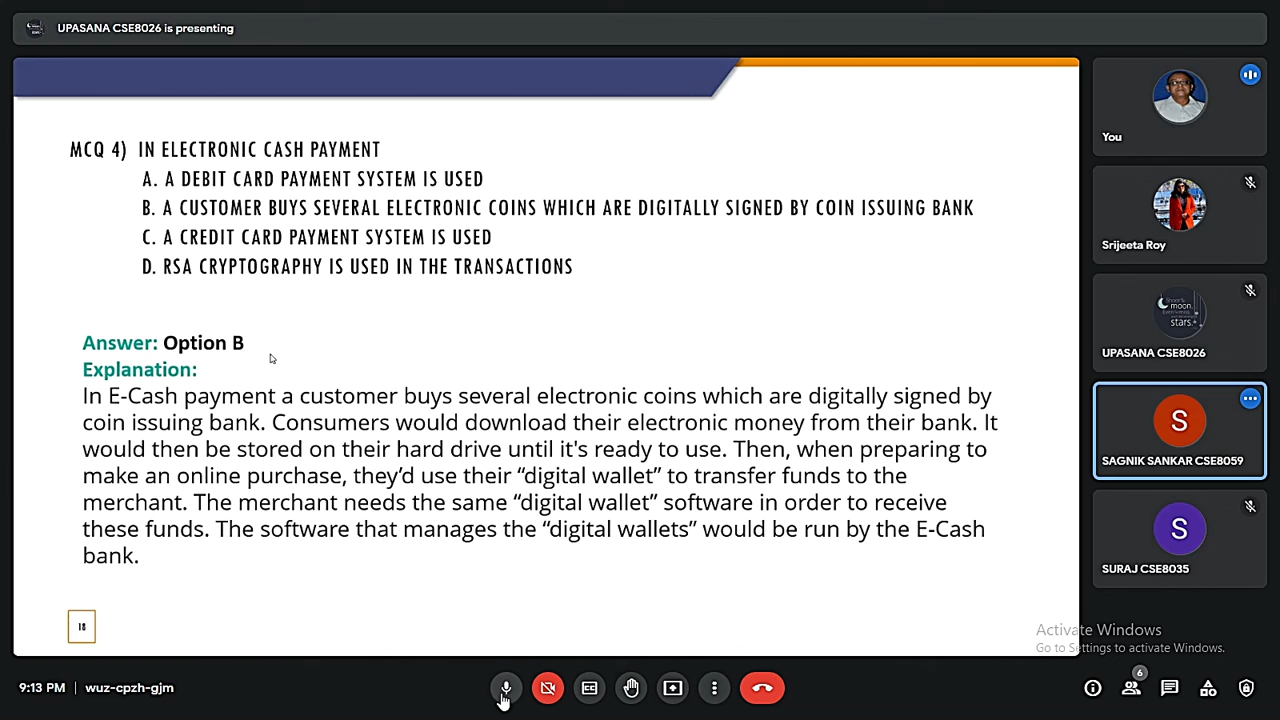 UPASANA CSE8026 is presenting
MCQ 4) IN ELECTRONIC CASH PAYMENT
A. A DEBIT CARD PAYMENT SYSTEM IS USED
B. A CUSTOMER BUYS SEVERAL ELECTRONIC COINS WHICH ARE DIGITALLY SIGNED BY COIN ISSUING BANK
C. A CREDIT CARD PAYMENT SYSTEM IS USED
D. RSA CRYPTOGRAPHY IS USED IN THE TRANSACTIONS
Answer: Option B
Explanation:
In E-Cash payment a customer buys several electronic coins which are digitally signed by
coin issuing bank. Consumers would download their electronic money from their bank. It
would then be stored on their hard drive until it's ready to use. Then, when preparing to
make an online purchase, they’d use their “digital wallet” to transfer funds to the
merchant. The merchant needs the same “digital wallet” software in order to receive
these funds. The software that manages the “digital wallets” would be run by the E-Cash
bank.
18
You
Srijeeta Roy
moon.
stars.
UPASANA CSE8026
S
SAGNIK SANKAR CSE8059
S
SURAJ CSE8035
Activate Windows
Go to Settings to activate Windows.
9:13 PM | wuz-cpzh-gjm
6